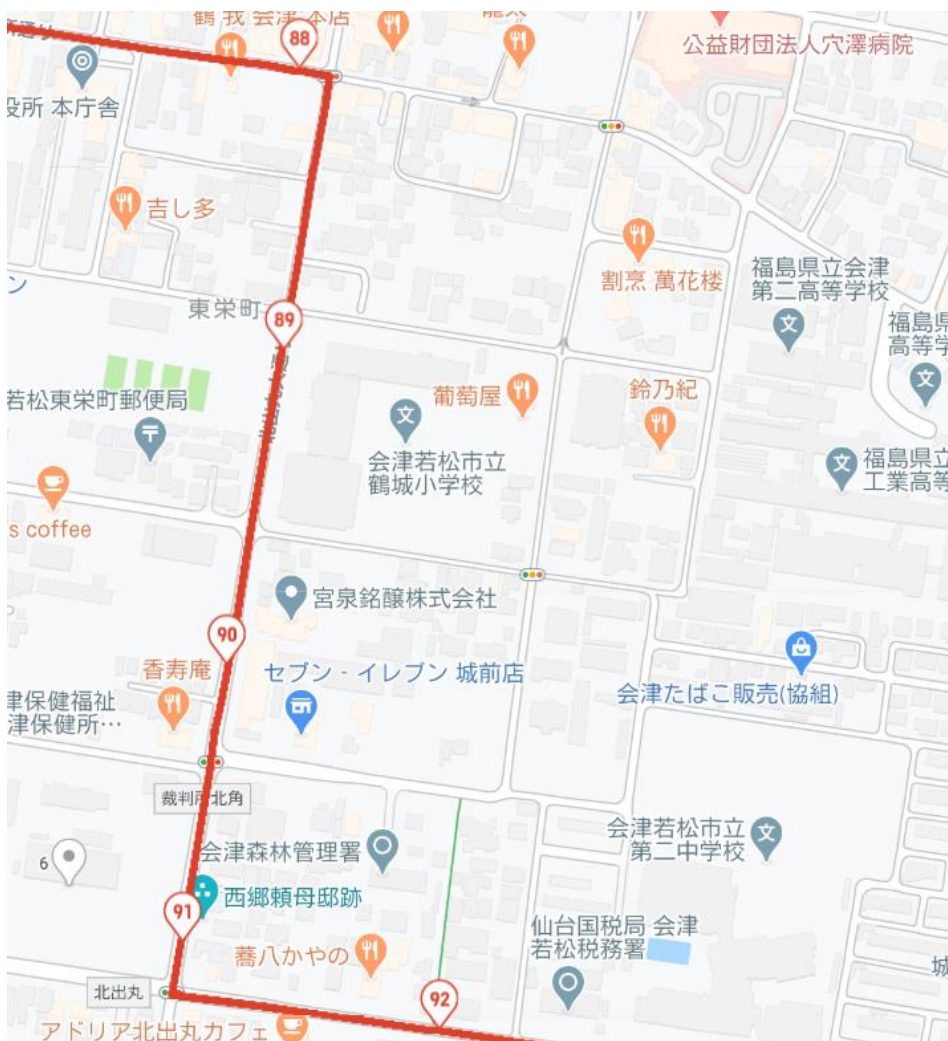 鶴我 会津 本店
88
公益財団法人穴澤病院
役所 本庁舎
吉し多
割烹 萬花楼
福島県立会津
第二高等学校
ン
東栄町
89
福島県
高等学
若松東栄町郵便局
葡萄屋
鈴乃紀
会津若松市立
鶴城小学校
福島県立
工業高等
s coffee
宮泉銘醸株式会社
90
香寿庵
セブン‐イレブン 城前店
会津たばこ販売(協組)
津保健福祉
津保健所…
裁判所北角
会津若松市立
第二中学校
6
会津森林管理署
西郷頼母邸跡
91
仙台国税局 会津
若松税務署
蕎八かやの
城
北出丸
92
アドリア北出丸カフェ